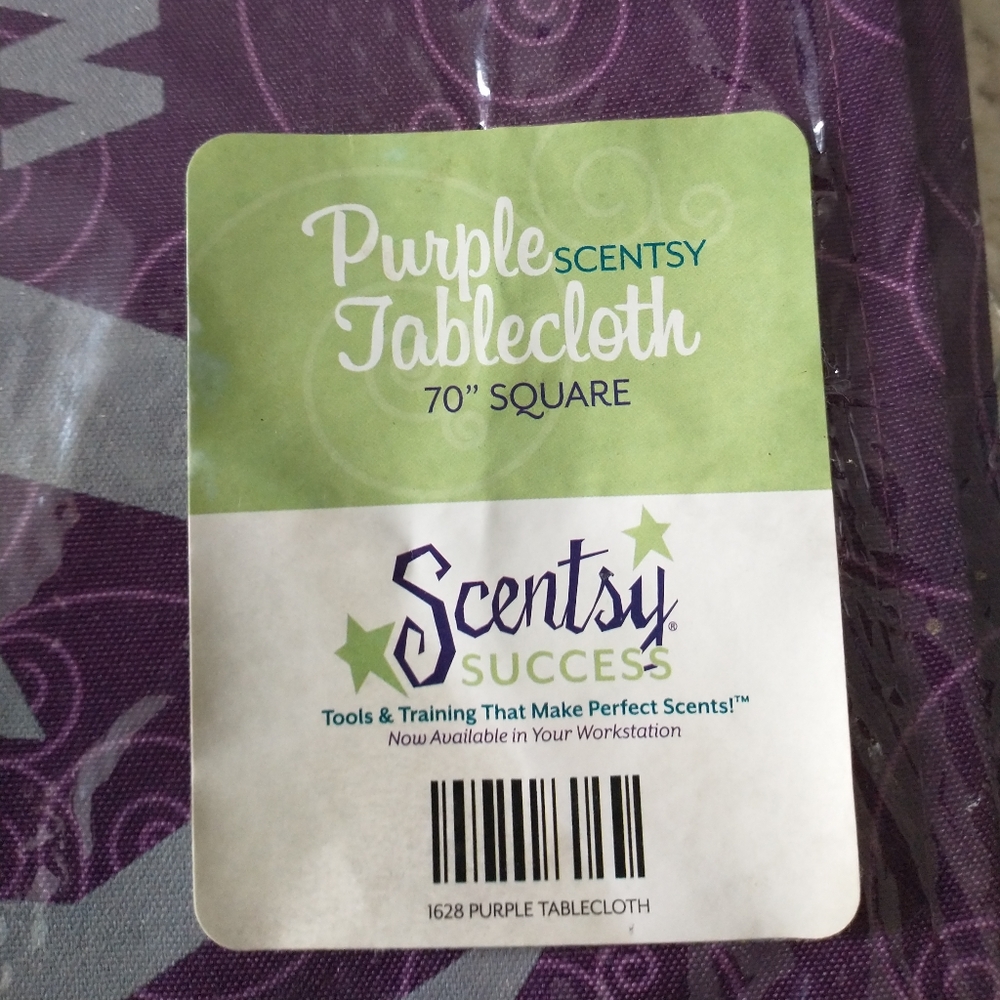 Purple SCENTSY
Tablecloth
70” SQUARE
Scentsy®
SUCCESS
Tools & Training That Make Perfect Scents!™
Now Available in Your Workstation
1628 PURPLE TABLECLOTH